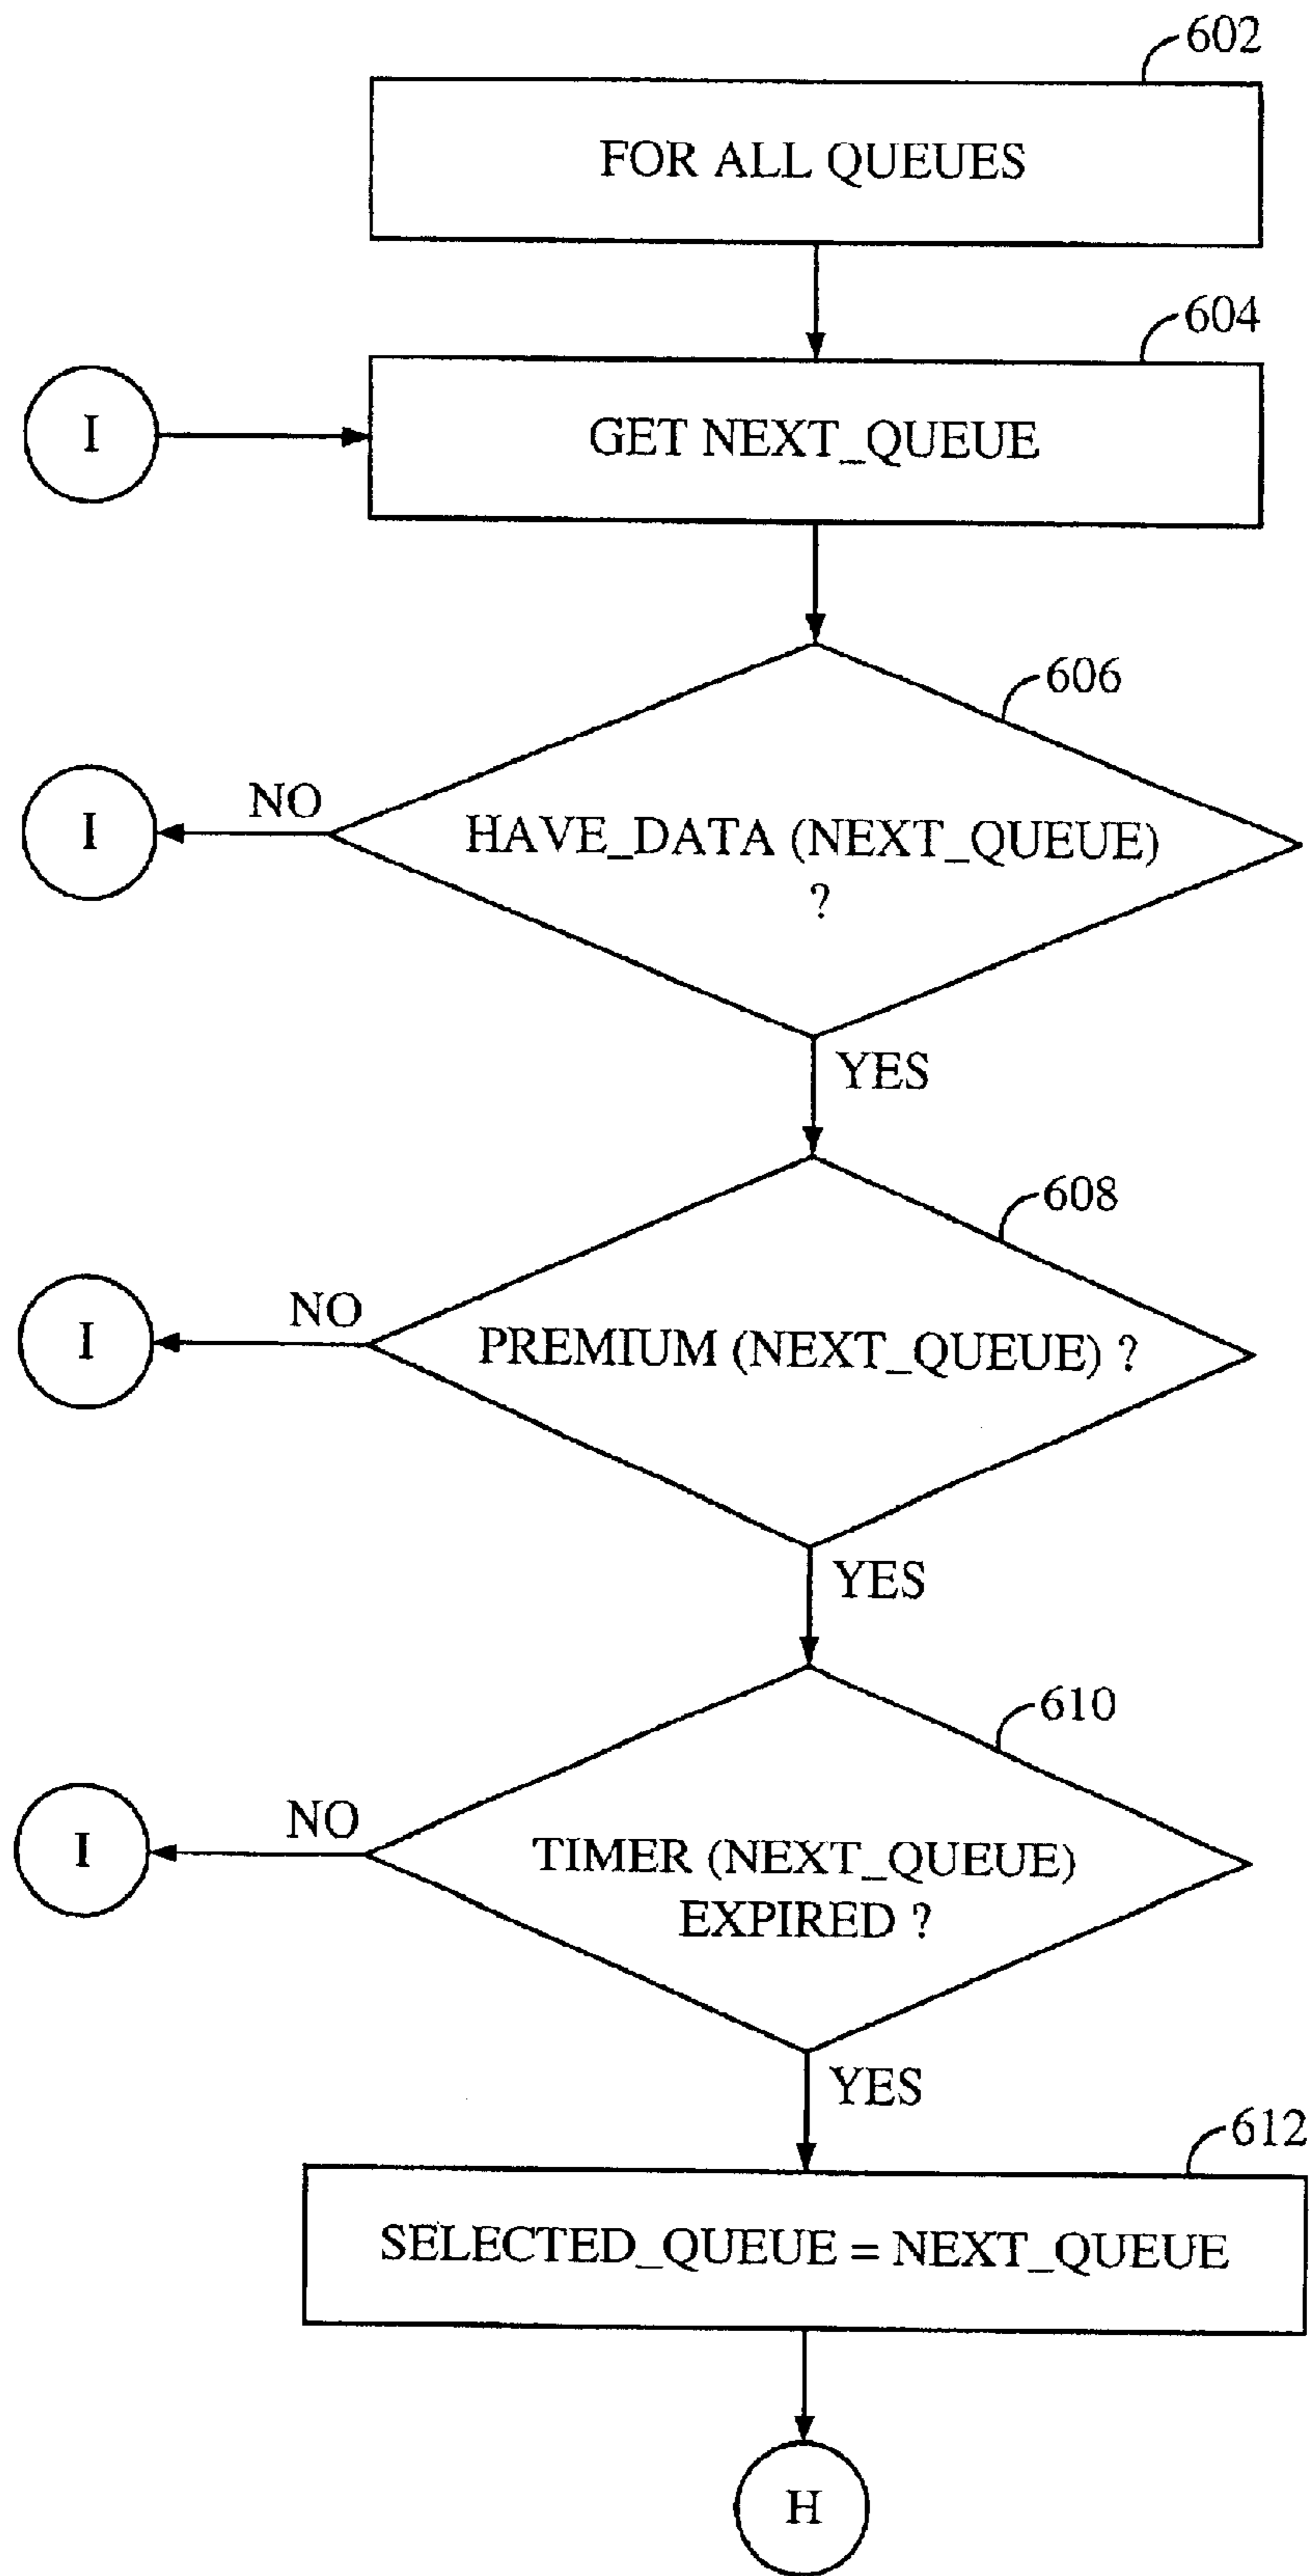 602
FOR ALL QUEUES
604
I
GET NEXT_QUEUE
606
I
NO
HAVE_DATA (NEXT_QUEUE)
?
YES
608
I
NO
PREMIUM (NEXT_QUEUE) ?
YES
610
I
NO
TIMER (NEXT_QUEUE)
EXPIRED ?
YES
612
SELECTED_QUEUE = NEXT_QUEUE
H